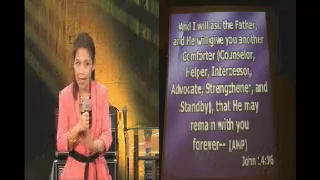 And I will ask the Father,
and He will give you another
Comforter (Counselor,
Helper, Intercessor,
Advocate, Strengthener, and
Standby), that He may
remain with you
forever-- (AMP)
John 14:16